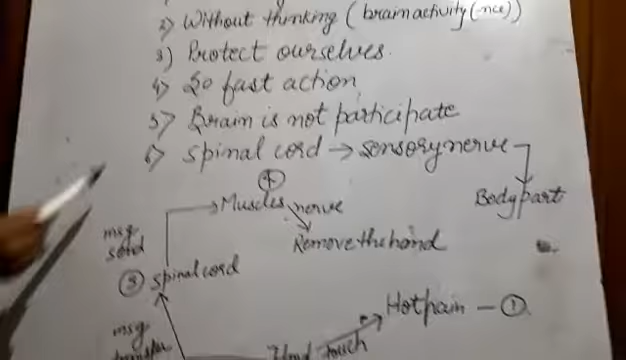 2) Without thinking (brain activity (-nce))
3) Protect ourselves.
4) So fast action
5) Brain is not participate
6) Spinal cord → sensory nerve
Body part
4
Muscles nerve
msg. send
Remove the hand
3 Spinal cord
Hot pain - 1
msg
touch